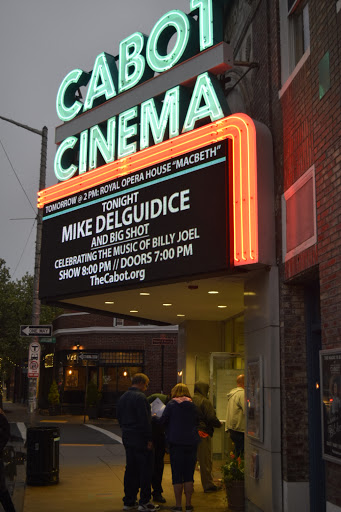 CABOT
CINEMA
TOMORROW @ 2 PM: ROYAL OPERA HOUSE "MACBETH"
TONIGHT
MIKE DELGUIDICE
AND BIG SHOT
CELEBRATING THE MUSIC OF BILLY JOEL
SHOW 8:00 PM // DOORS 7:00 PM
TheCabot.org
T